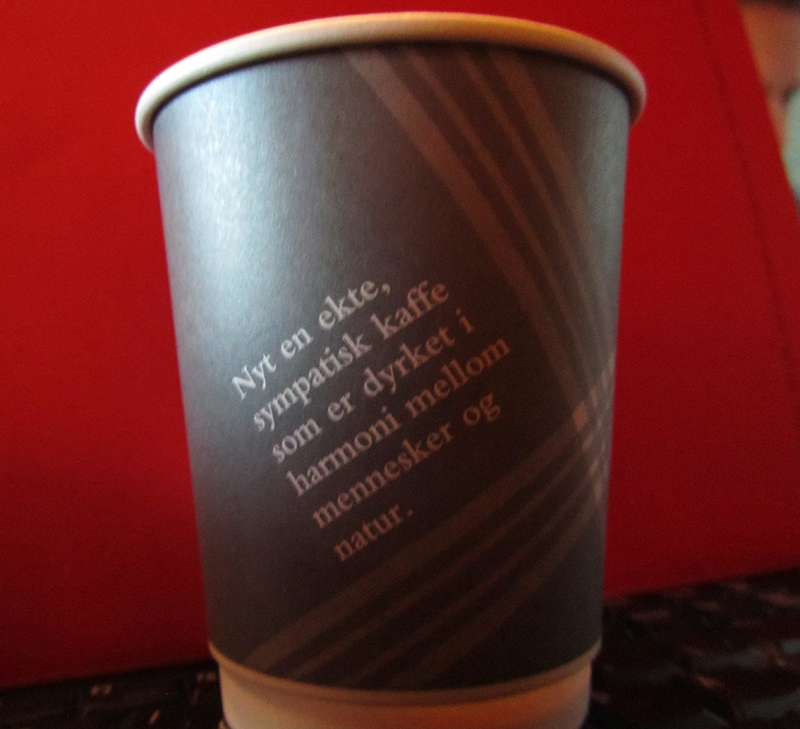 Nyt en ekte,
sympatisk kaffe
som er dyrket i
harmoni mellom
mennesker og
natur.